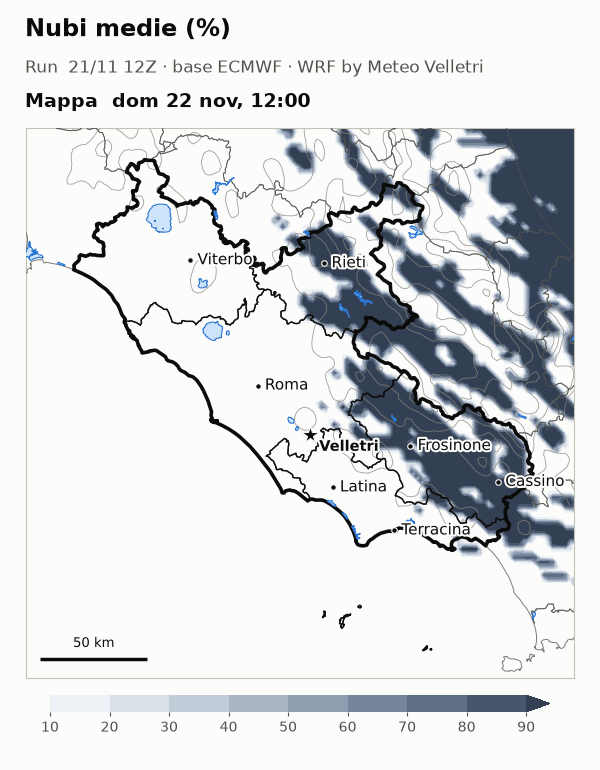 Nubi medie (%)
Run  21/11 12Z · base ECMWF · WRF by Meteo Velletri
Mappa  dom 22 nov, 12:00
Viterbo
Rieti
Roma
Velletri
Frosinone
Cassino
Latina
Terracina
50 km
10 20 30 40 50 60 70 80 90